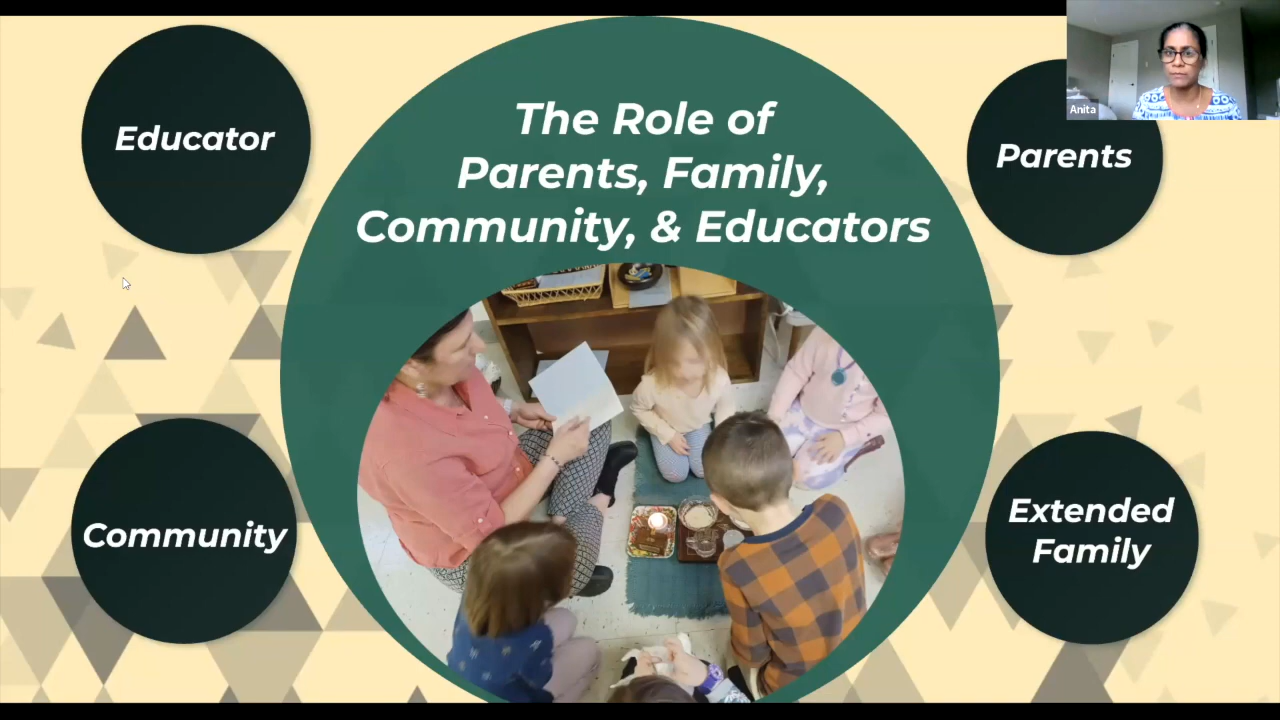 The Role of
Parents, Family,
Community, & Educators
Educator
Parents
Anita
Community
Extended
Family